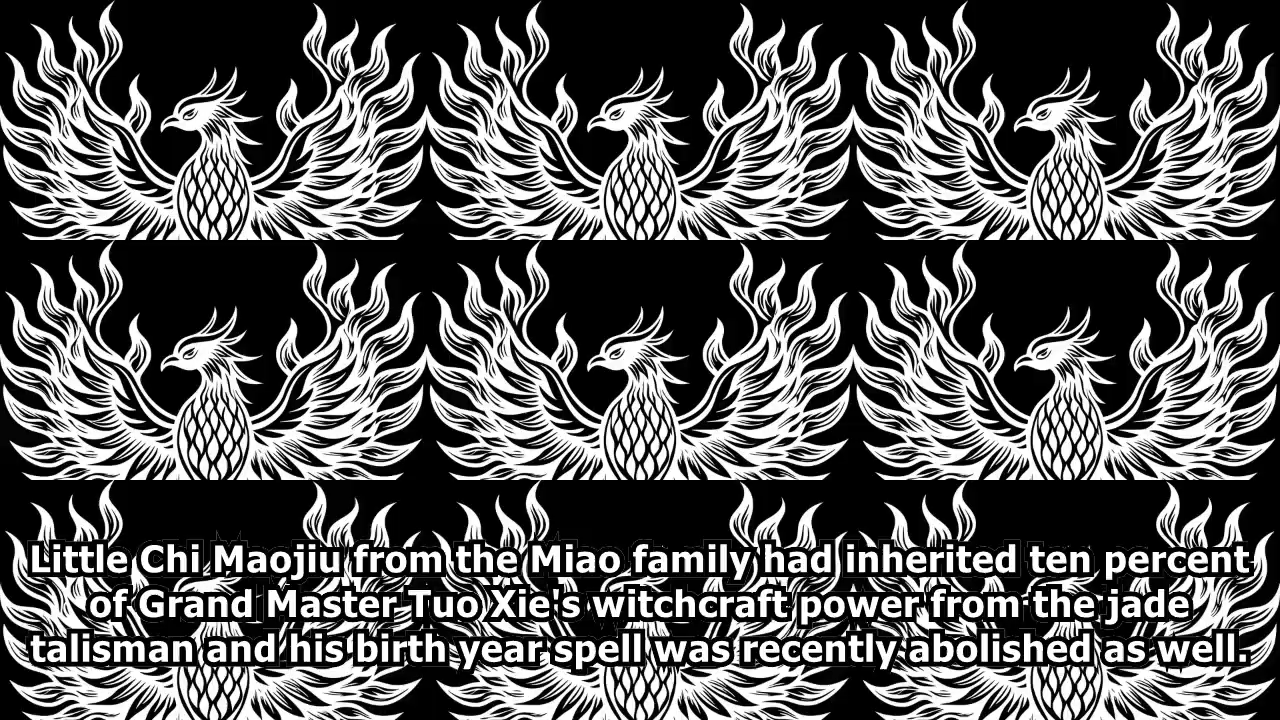 Little Chi Maojiu from the Miao family had inherited ten percent
of Grand Master Tuo Xie's witchcraft power from the jade
talisman and his birth year spell was recently abolished as well.